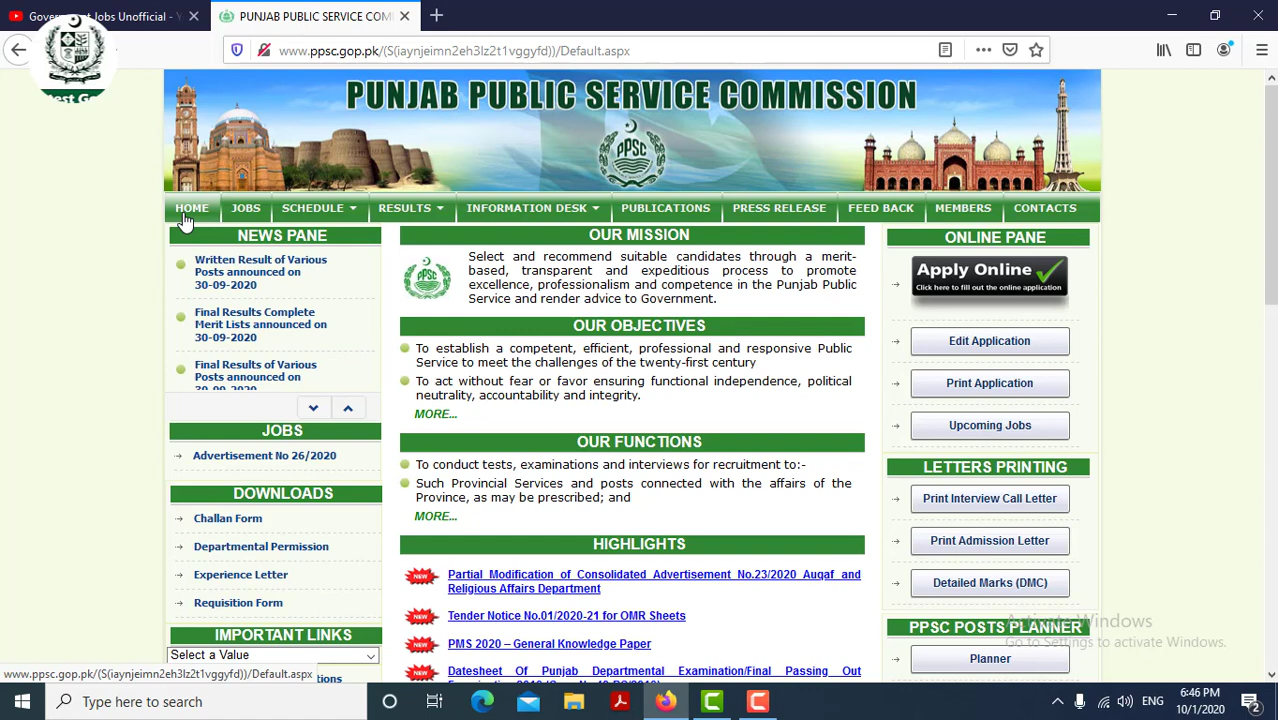 Government Jobs Unofficial - Y
PUNJAB PUBLIC SERVICE COM
www.ppsc.gop.pk/(S(iaynjeimn2eh3lz2t1vggyfd))/Default.aspx
PUNJAB PUBLIC SERVICE COMMISSION
PPSC
HOME
JOBS
SCHEDULE
RESULTS
INFORMATION DESK
PUBLICATIONS
PRESS RELEASE
FEED BACK
MEMBERS
CONTACTS
NEWS PANE
Written Result of Various
Posts announced on
30-09-2020
Final Results Complete
Merit Lists announced on
30-09-2020
Final Results of Various
Posts announced on
30-09-2020
JOBS
Advertisement No 26/2020
DOWNLOADS
Challan Form
Departmental Permission
Experience Letter
Requisition Form
IMPORTANT LINKS
Select a Value
OUR MISSION
Select and recommend suitable candidates through a merit-
based, transparent and expeditious process to promote
excellence, professionalism and competence in the Punjab Public
Service and render advice to Government.
OUR OBJECTIVES
To establish a competent, efficient, professional and responsive Public
Service to meet the challenges of the twenty-first century
To act without fear or favor ensuring functional independence, political
neutrality, accountability and integrity.
MORE...
OUR FUNCTIONS
To conduct tests, examinations and interviews for recruitment to:-
Such Provincial Services and posts connected with the affairs of the
Province, as may be prescribed; and
MORE...
HIGHLIGHTS
NEW Partial Modification of Consolidated Advertisement No.23/2020 Auqaf and
Religious Affairs Department
NEW Tender Notice No.01/2020-21 for OMR Sheets
NEW PMS 2020 – General Knowledge Paper
NEW Datesheet Of Punjab Departmental Examination/Final Passing Out
ONLINE PANE
Apply Online
Click here to fill out the online application
Edit Application
Print Application
Upcoming Jobs
LETTERS PRINTING
Print Interview Call Letter
Print Admission Letter
Detailed Marks (DMC)
PPSC POSTS PLANNER
Planner
Activate Windows
Go to Settings to activate Windows.
www.ppsc.gop.pk/(S(iaynjeimn2eh3lz2t1vggyfd))/Default.aspx
Type here to search
ENG
6:46 PM
10/1/2020
2